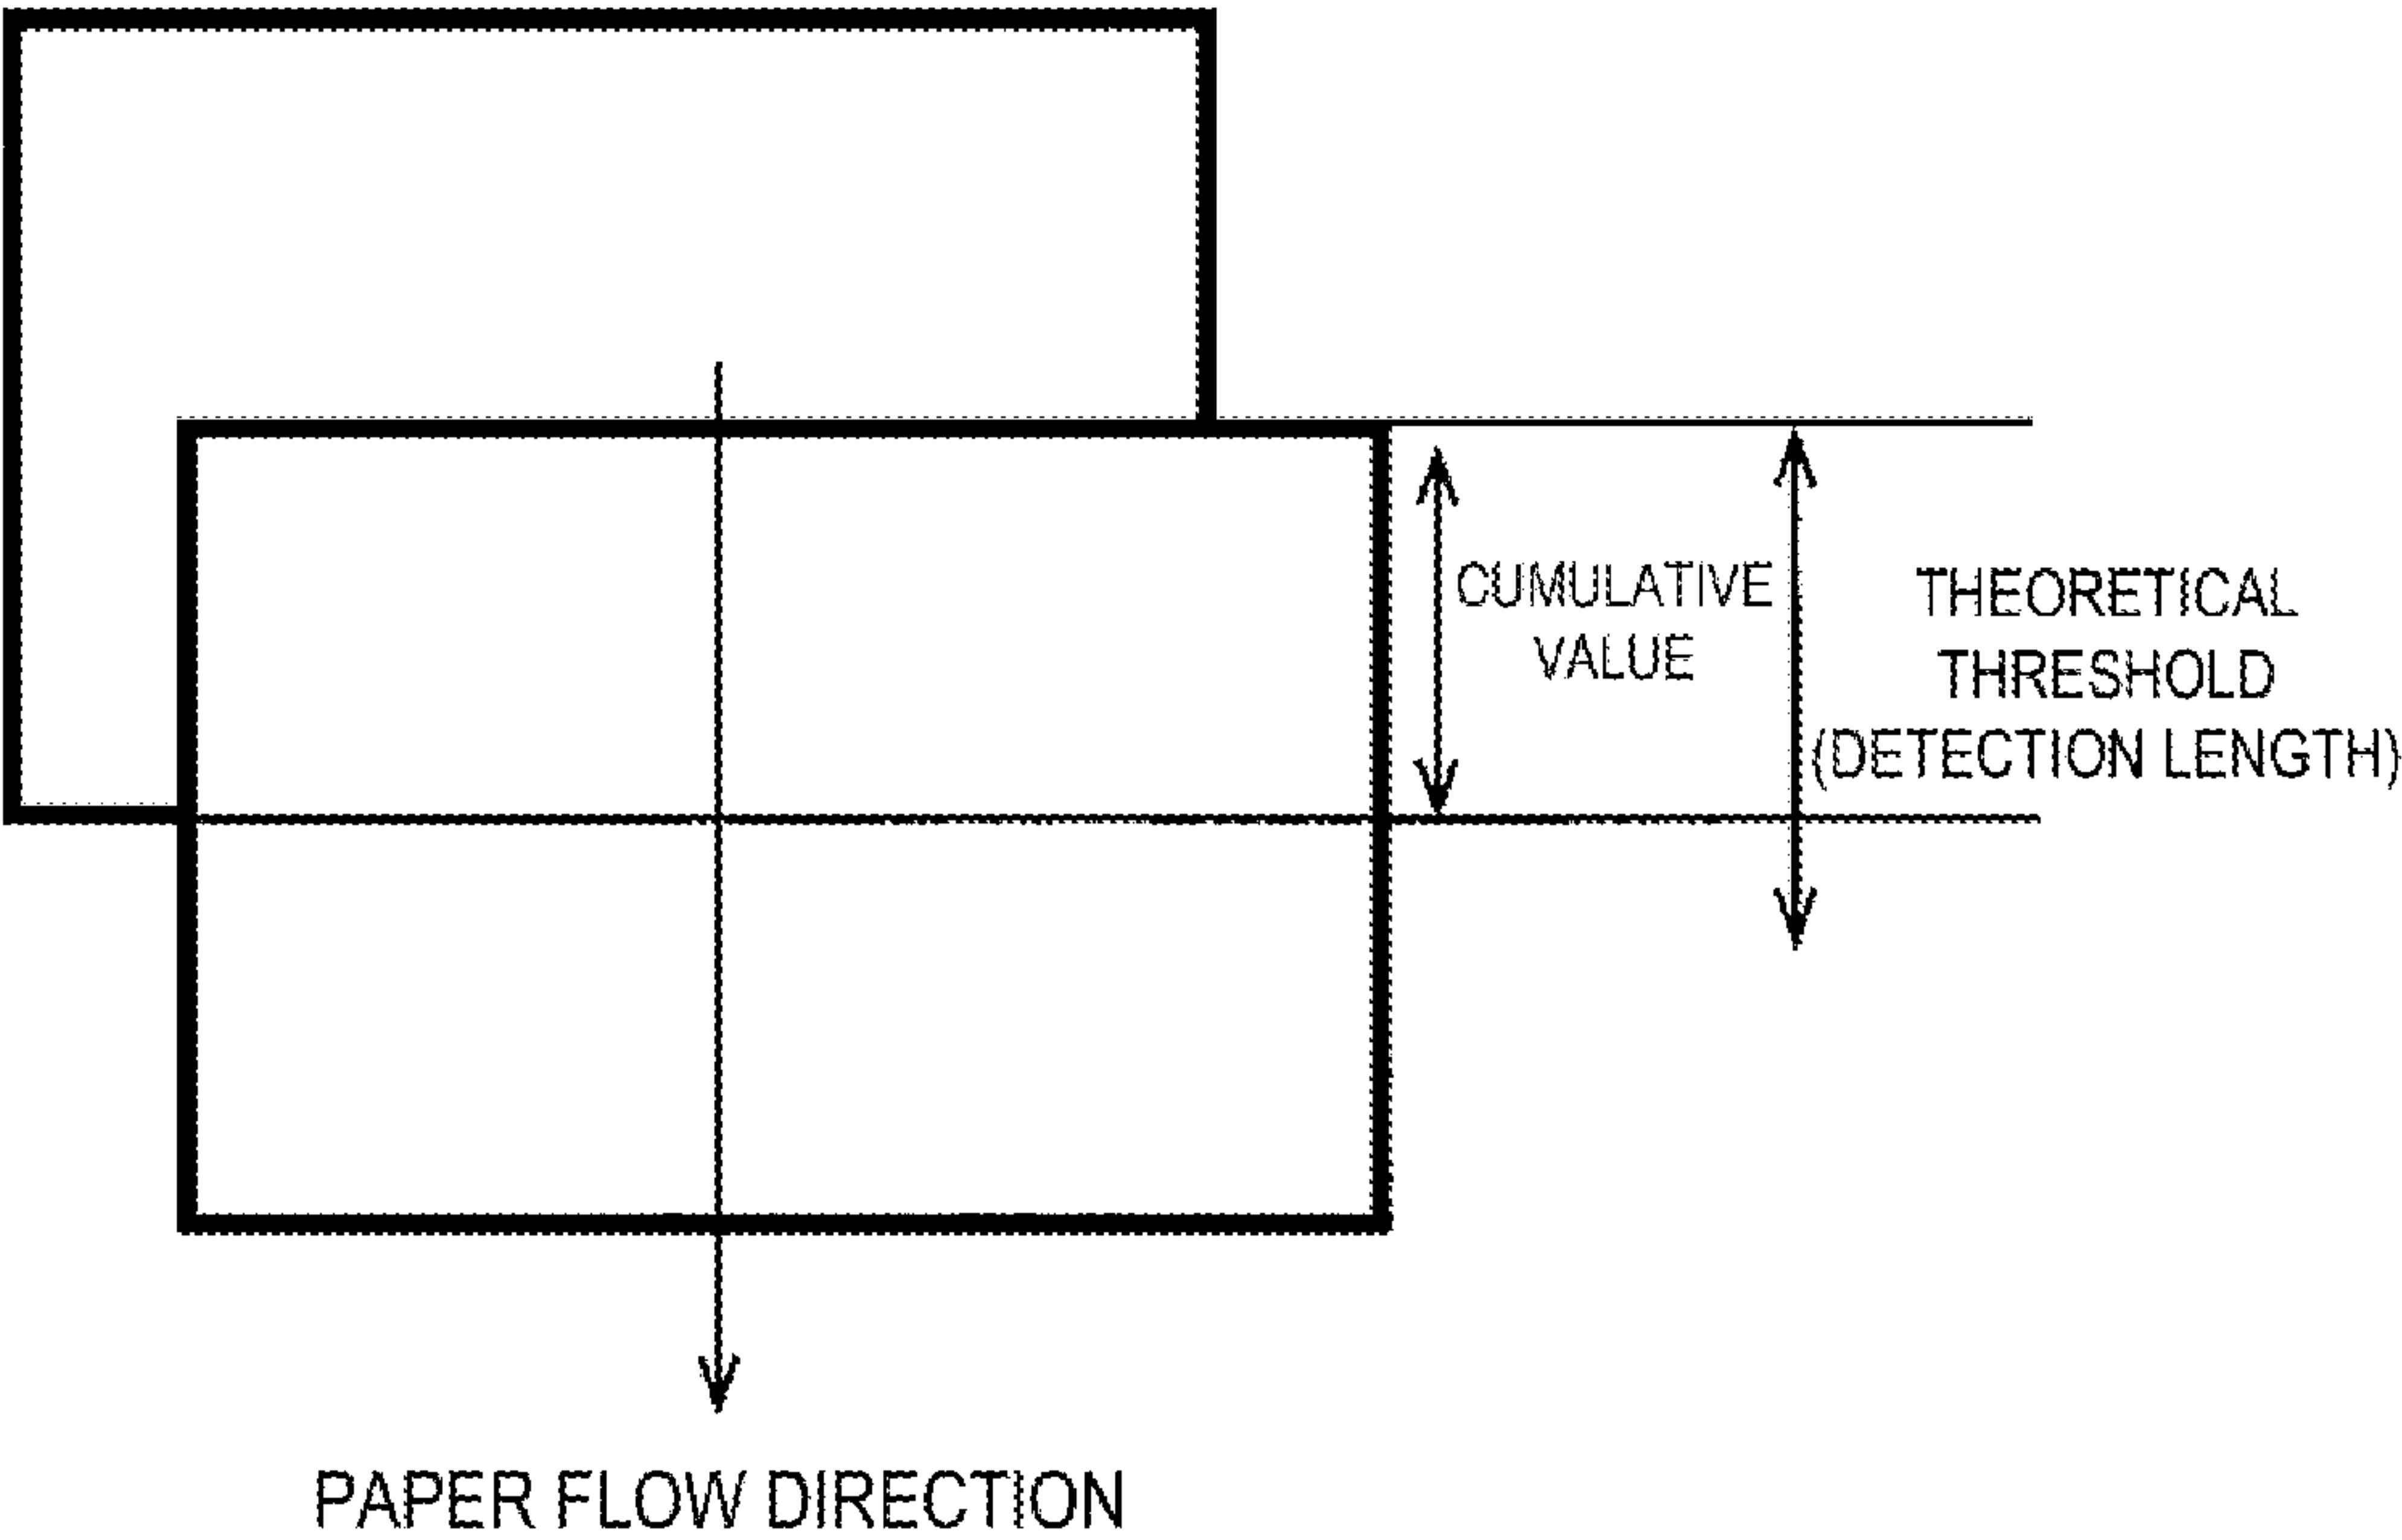 CUMULATIVE
VALUE
THEORETICAL
THRESHOLD
(DETECTION LENGTH)
PAPER FLOW DIRECTION